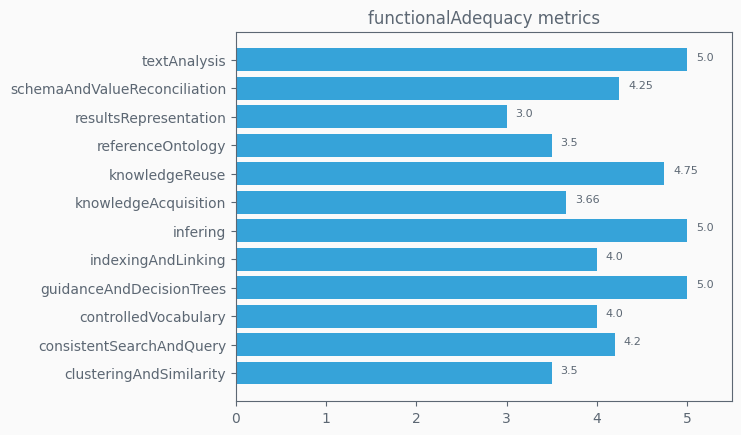 functionalAdequacy metrics
textAnalysis 5.0
schemaAndValueReconciliation 4.25
resultsRepresentation 3.0
referenceOntology 3.5
knowledgeReuse 4.75
knowledgeAcquisition 3.66
infering 5.0
indexingAndLinking 4.0
guidanceAndDecisionTrees 5.0
controlledVocabulary 4.0
consistentSearchAndQuery 4.2
clusteringAndSimilarity 3.5
0 1 2 3 4 5